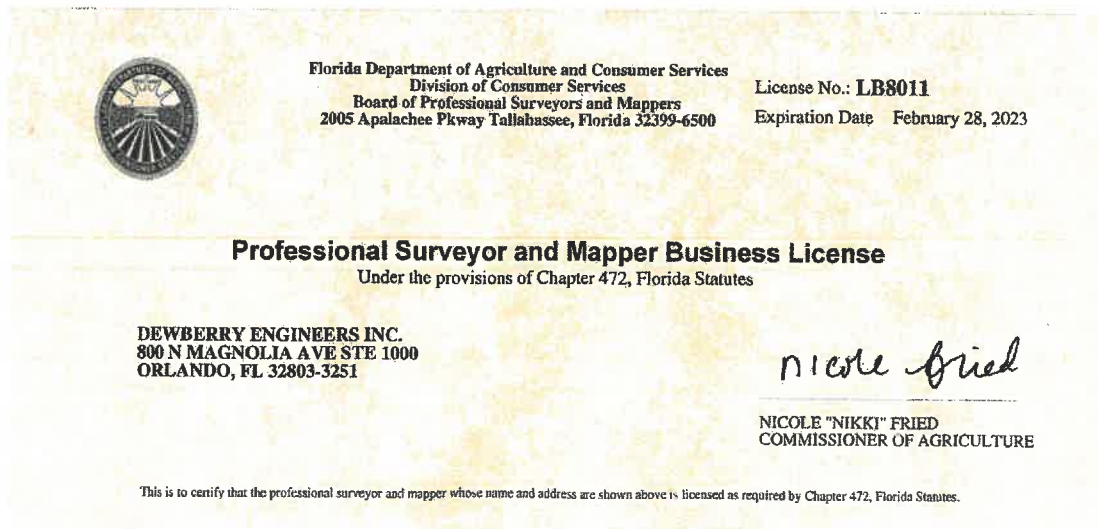 Florida Department of Agriculture and Consumer Services
Division of Consumer Services
Board of Professional Surveyors and Mappers
2005 Apalachee Pkway Tallahassee, Florida 32399-6500
License No.: LB8011
Expiration Date February 28, 2023
Professional Surveyor and Mapper Business License
Under the provisions of Chapter 472, Florida Statutes
DEWBERRY ENGINEERS INC.
800 N MAGNOLIA AVE STE 1000
ORLANDO, FL 32803-3251
nicole fried
NICOLE "NIKKI" FRIED
COMMISSIONER OF AGRICULTURE
This is to certify that the professional surveyor and mapper whose name and address are shown above is licensed as required by Chapter 472, Florida Statutes.